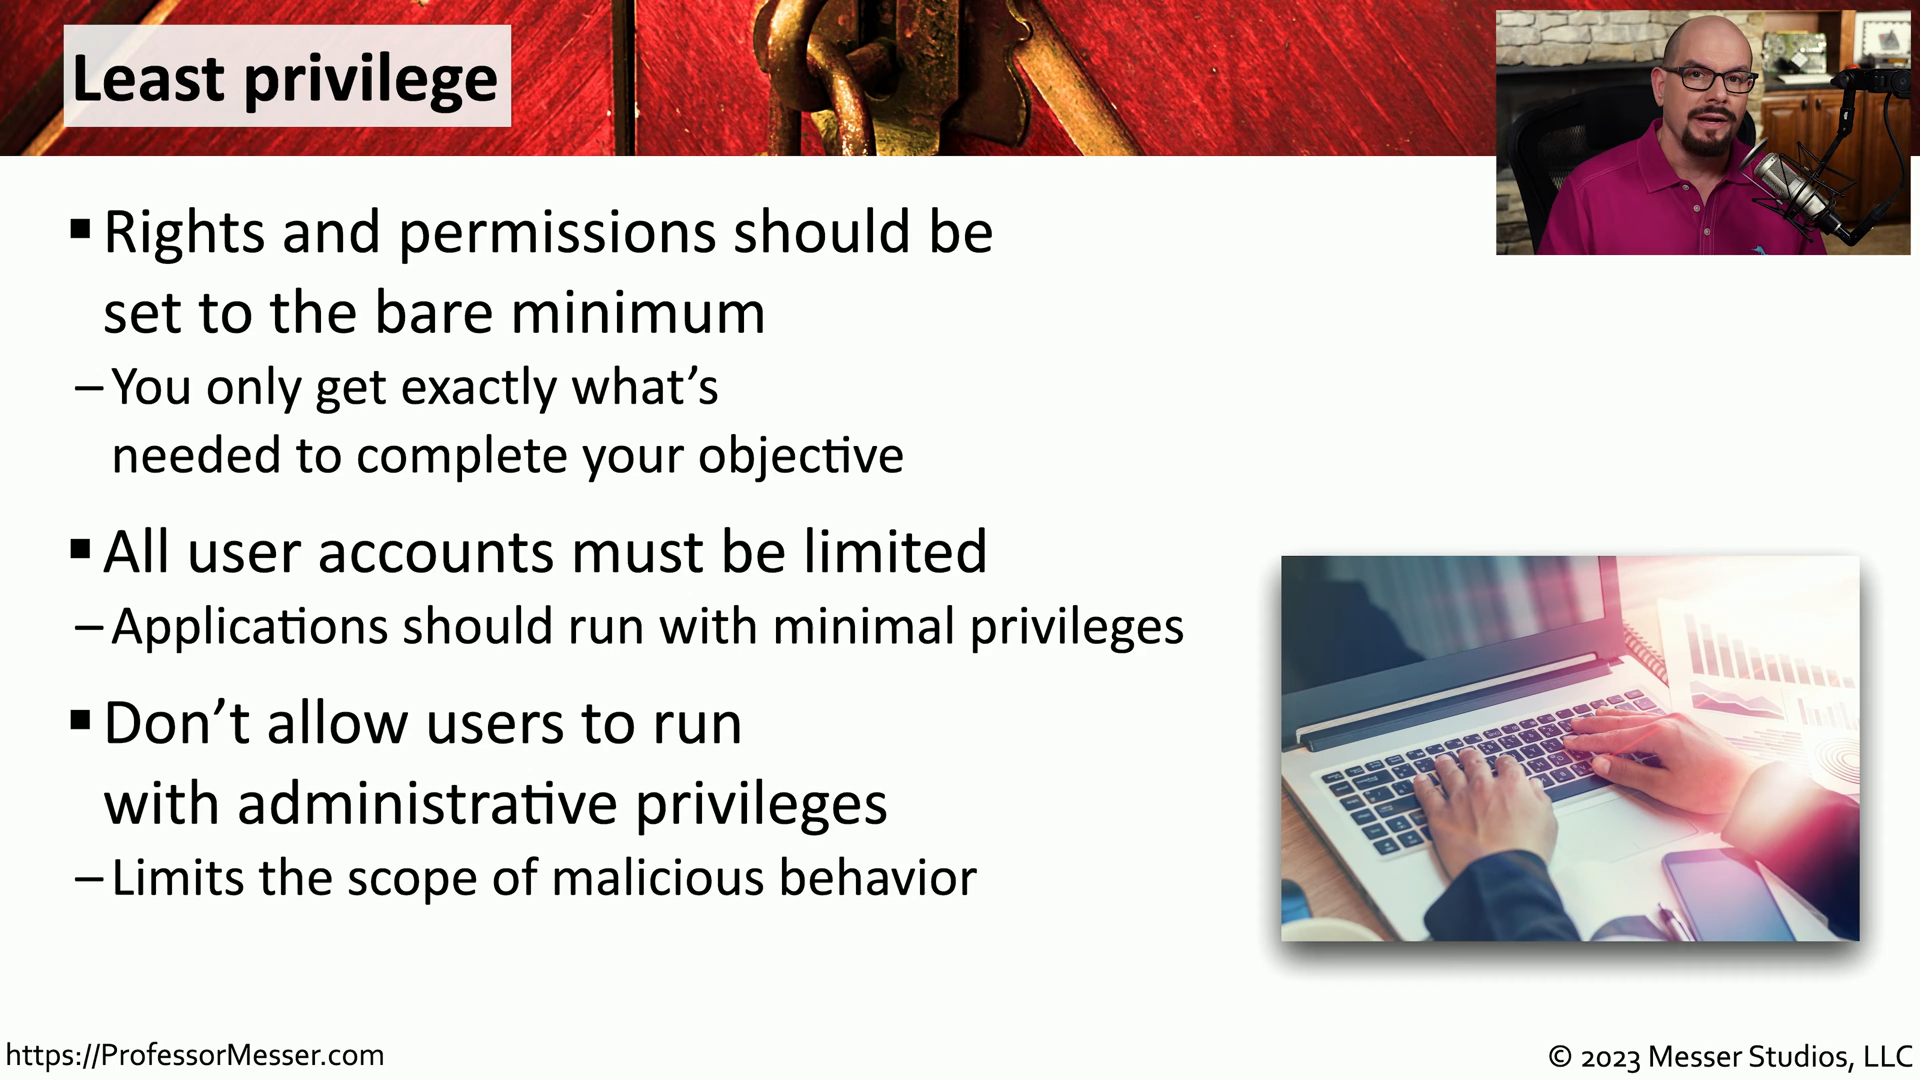 Least privilege
▪ Rights and permissions should be
set to the bare minimum
– You only get exactly what’s
needed to complete your objective
▪ All user accounts must be limited
– Applications should run with minimal privileges
▪ Don’t allow users to run
with administrative privileges
– Limits the scope of malicious behavior
https://ProfessorMesser.com
© 2023 Messer Studios, LLC